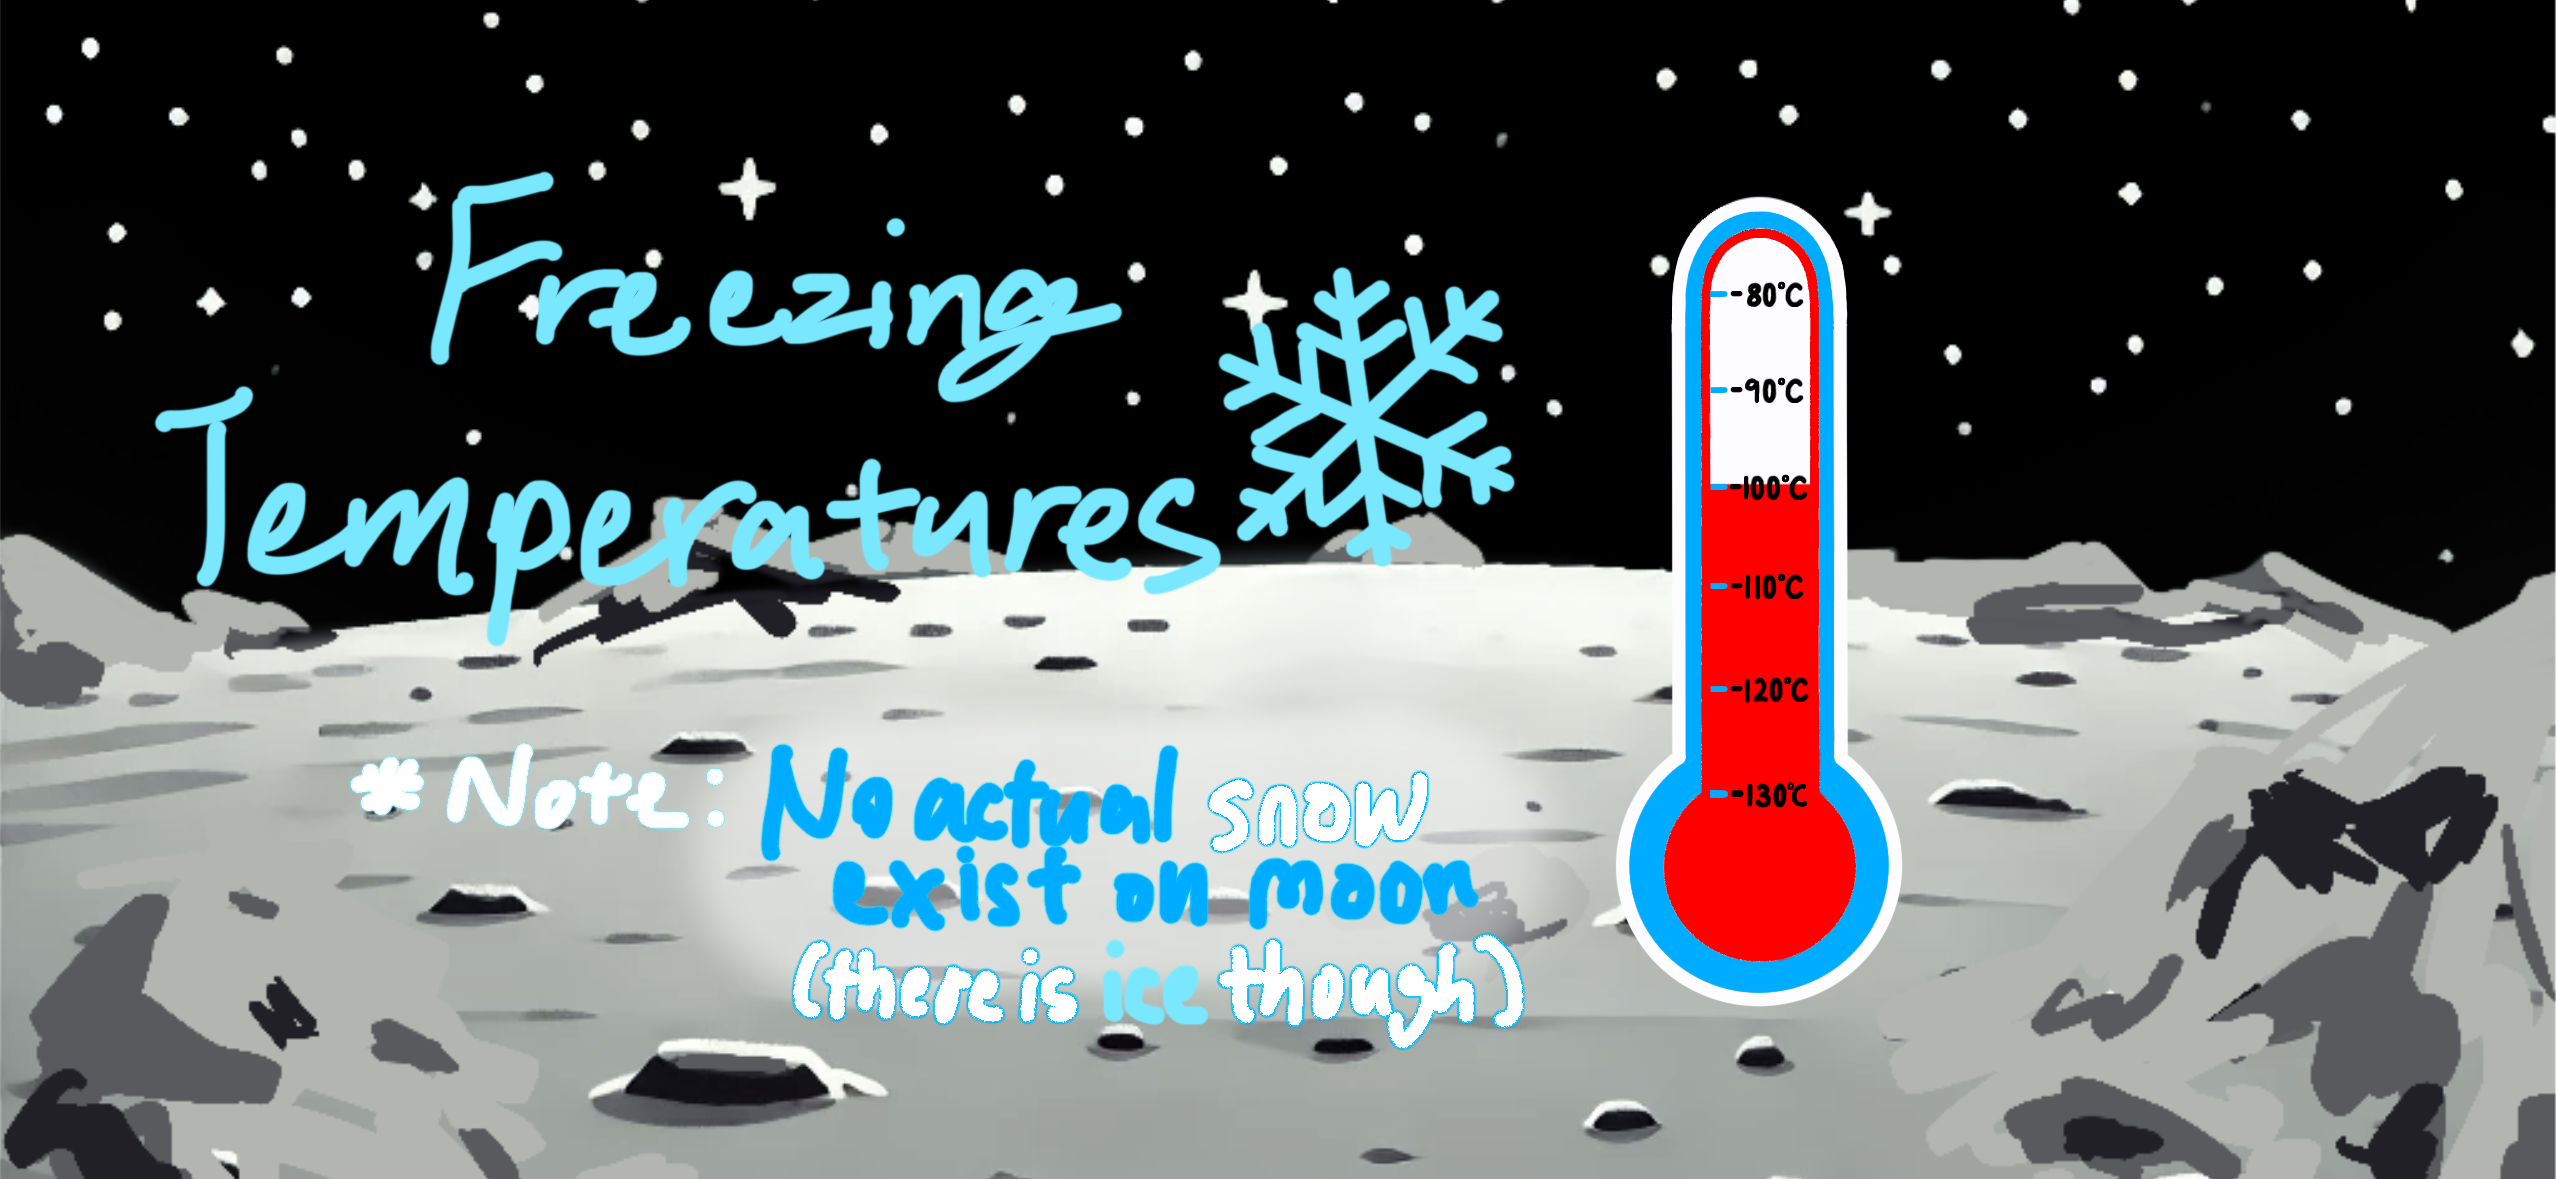 Freezing
Temperatures
-80°C
-90°C
-100°C
-110°C
-120°C
-130°C
*Note: No actual snow
exist on moon
(there is ice though)